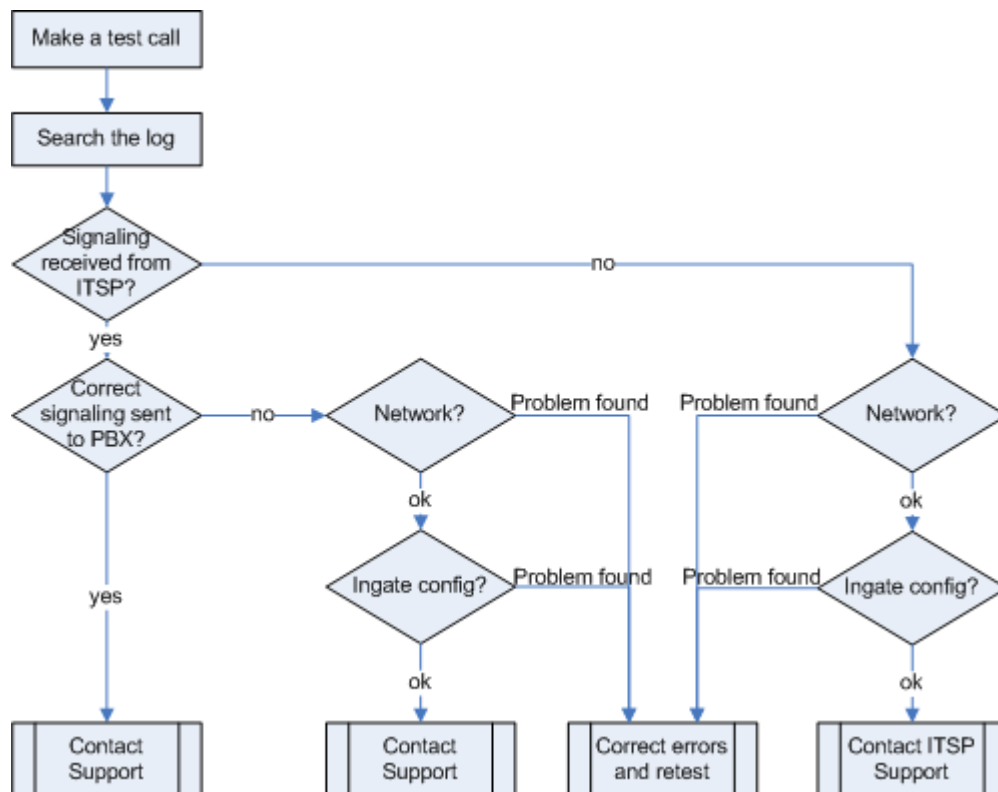 Make a test call
Search the log
Signaling
received from
ITSP?
no
yes
Correct
signaling sent
to PBX?
no
Network?
Problem found
Problem found
Network?
ok
ok
Ingate config?
Problem found
Problem found
Ingate config?
yes
ok
ok
Contact
Support
Contact
Support
Correct errors
and retest
Contact ITSP
Support